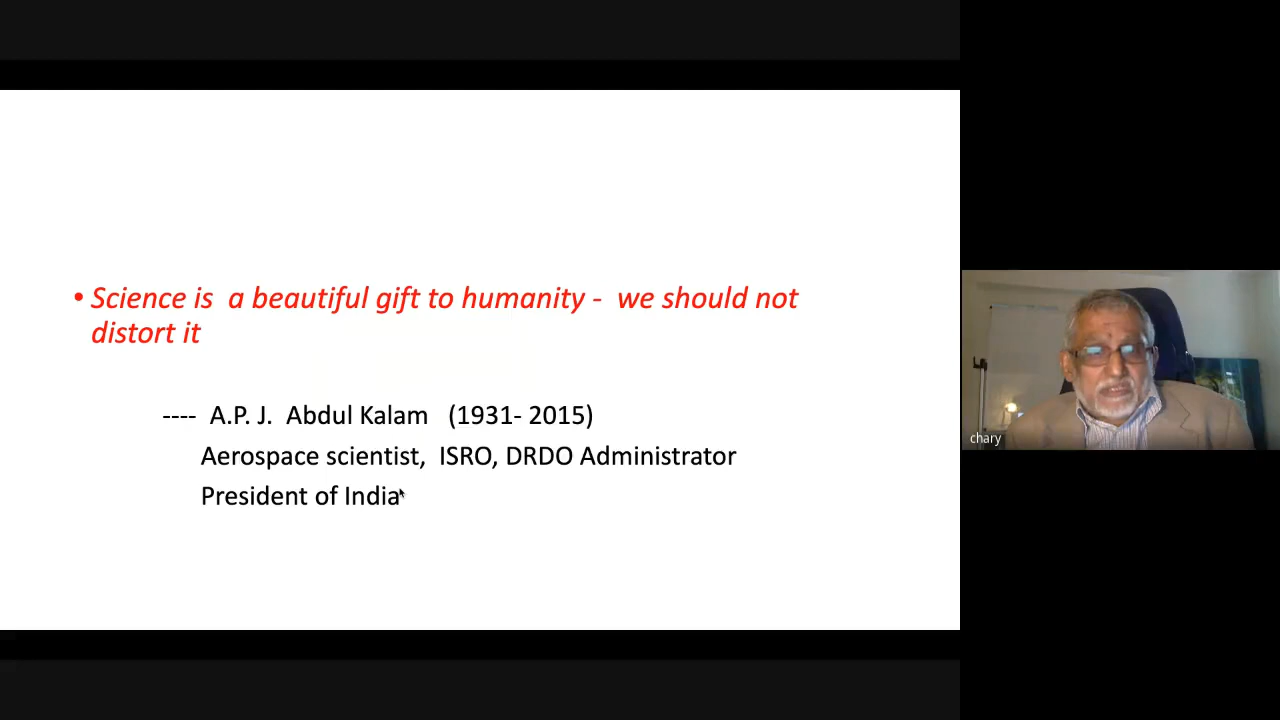 • Science is a beautiful gift to humanity - we should not
distort it
---- A.P. J. Abdul Kalam (1931- 2015)
Aerospace scientist, ISRO, DRDO Administrator
President of India
chary